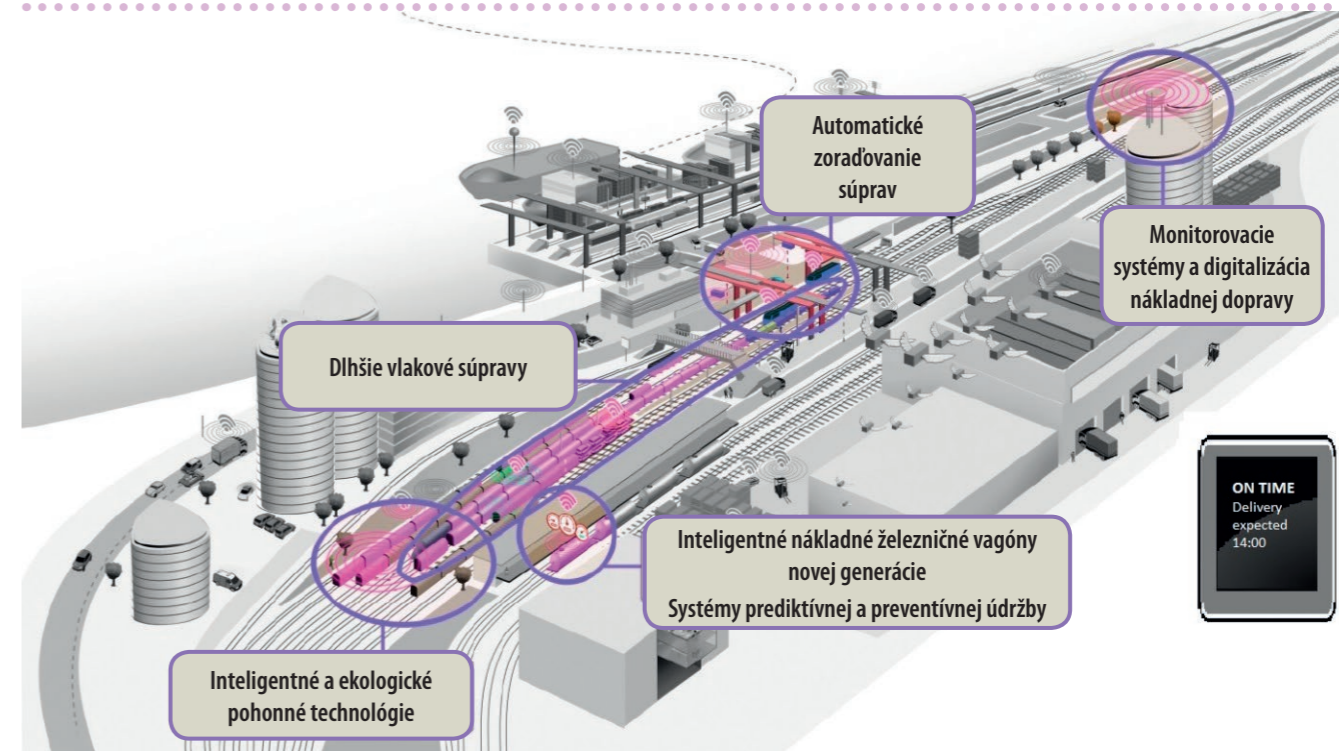 Automatické
zoraďovanie
súprav
Monitorovacie
systémy a digitalizácia
nákladnej dopravy
Dlhšie vlakové súpravy
ON TIME
Delivery
expected
14:00
Inteligentné nákladné železničné vagóny
novej generácie
Systémy prediktívnej a preventívnej údržby
Inteligentné a ekologické
pohonné technológie